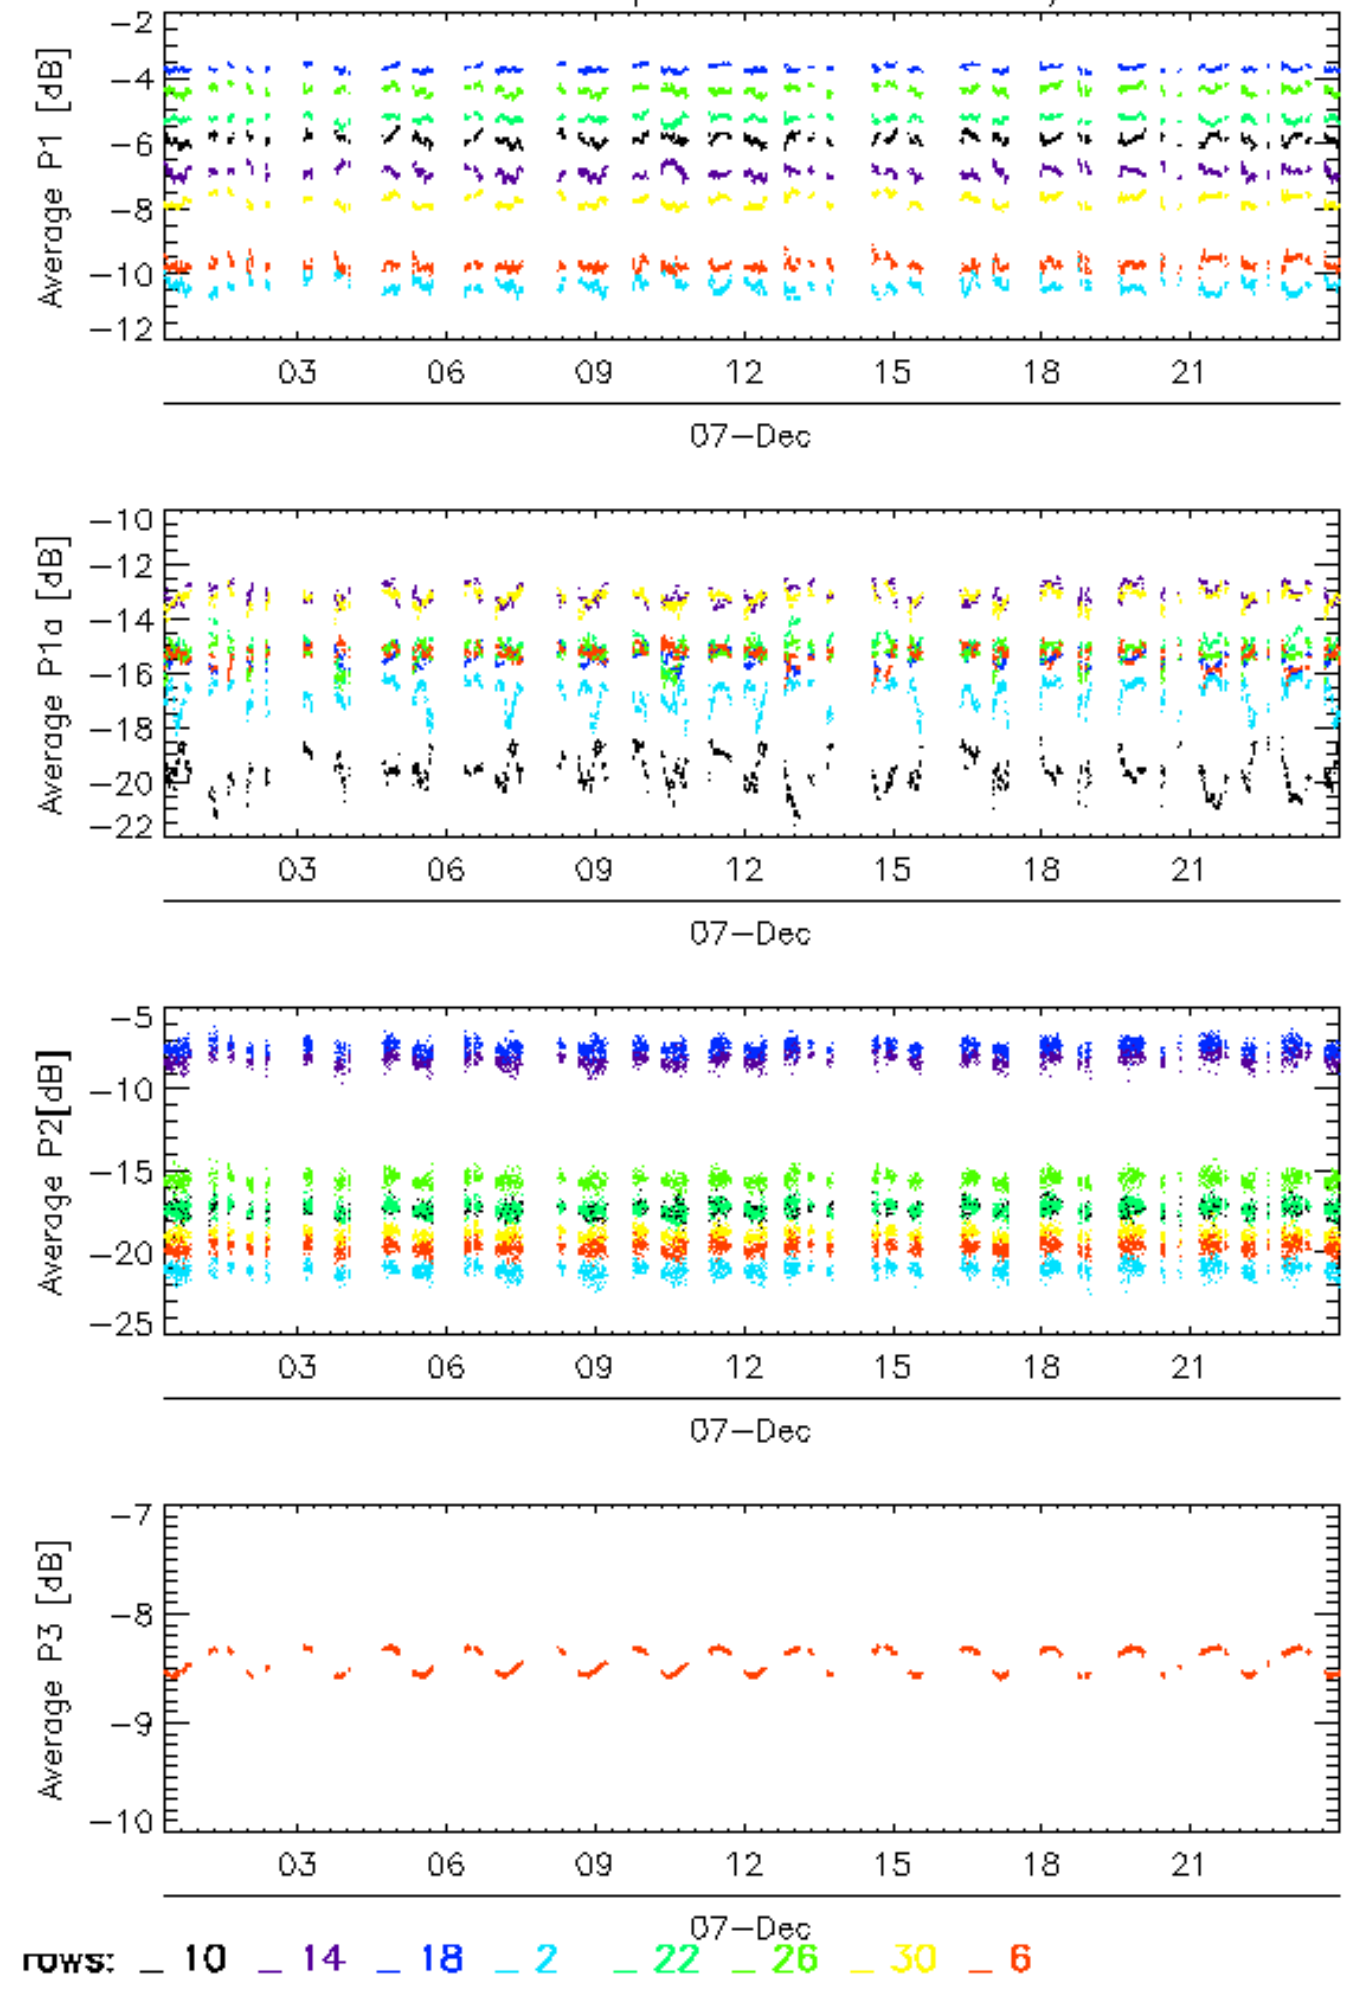 Average P1 [dB]
−2
−4
−6
−8
−10
−12
03 06 09 12 15 18 21
07−Dec
Average P1a [dB]
−10
−12
−14
−16
−18
−20
−22
03 06 09 12 15 18 21
07−Dec
Average P2[dB]
−5
−10
−15
−20
−25
03 06 09 12 15 18 21
07−Dec
Average P3 [dB]
−7
−8
−9
−10
03 06 09 12 15 18 21
07−Dec
rows: _ 10 _ 14 _ 18 _ 2 _ 22 _ 26 _ 30 _ 6